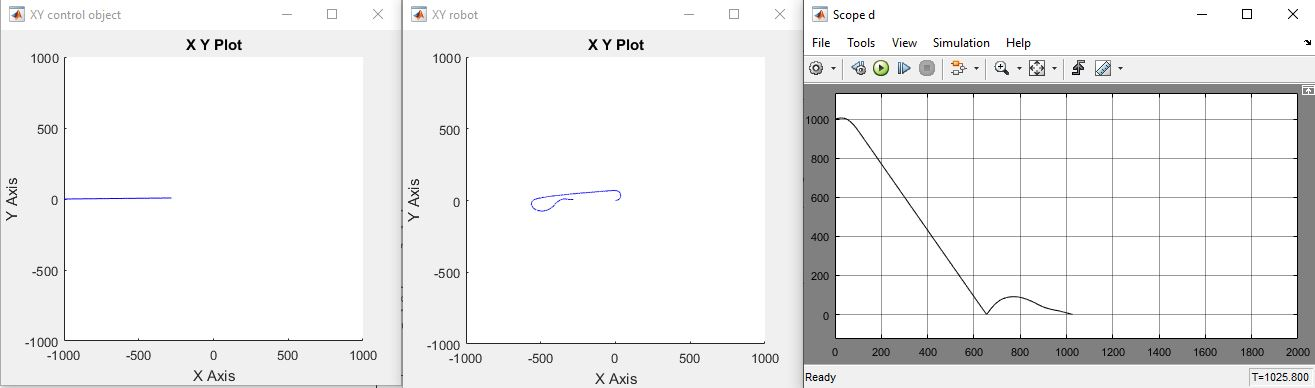 XY control object
X Y Plot
1000
500
0
-500
-1000
-1000 -500 0 500 1000
X Axis
Y Axis
XY robot
X Y Plot
1000
500
0
-500
-1000
-1000 -500 0 500 1000
X Axis
Y Axis
Scope d
File Tools View Simulation Help
1000
800
600
400
200
0
0 200 400 600 800 1000 1200 1400 1600 1800 2000
Ready T=1025.800